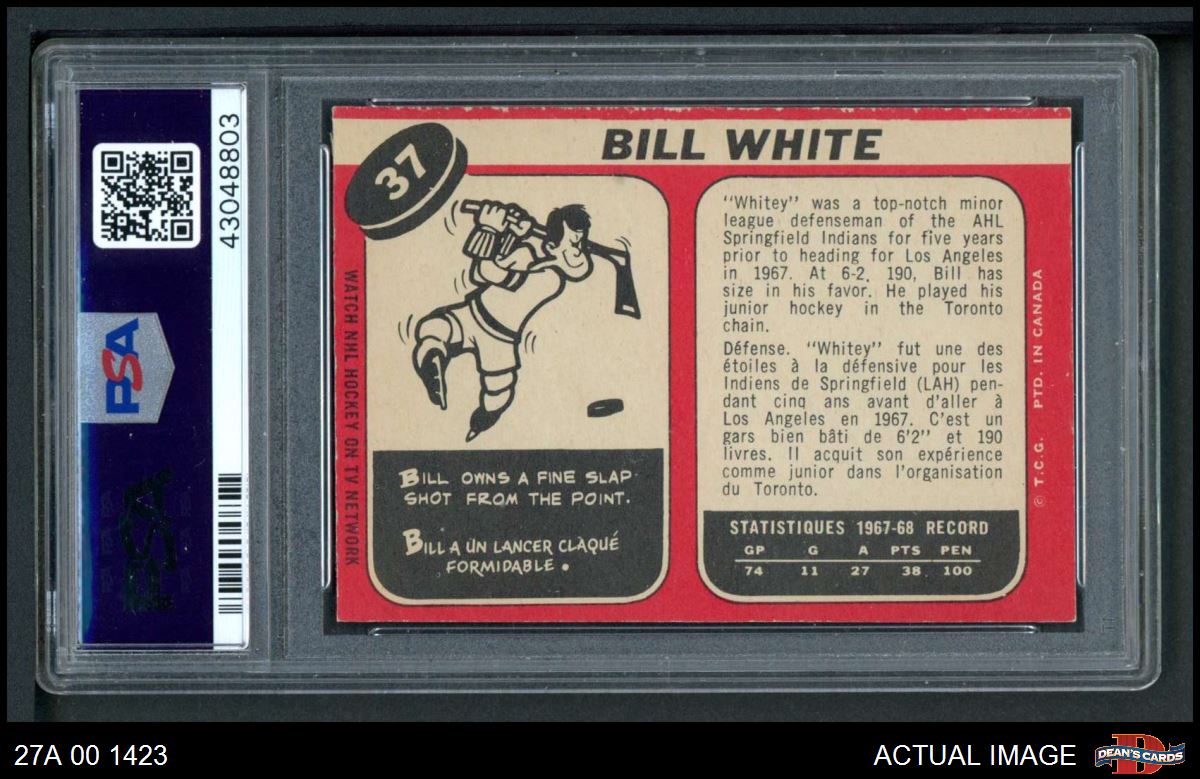 BILL WHITE
37
"Whitey" was a top-notch minor
league defenseman of the AHL
Springfield Indians for five years
prior to heading for Los Angeles
in 1967. At 6-2, 190, Bill has
size in his favor. He played his
junior hockey in the Toronto
chain.
Défense. "Whitey" fut une des
étoiles à la défensive pour les
Indiens de Springfield (LAH) pen-
dant cinq ans avant d'aller à
Los Angeles en 1967. C'est un
gars bien bâti de 6'2" et 190
livres. Il acquit son expérience
comme junior dans l'organisation
du Toronto.
STATISTIQUES 1967-68 RECORD
GP G A PTS PEN
74 11 27 38 100
BILL OWNS A FINE SLAP
SHOT FROM THE POINT.
BILL A UN LANCER CLAQUÉ
FORMIDABLE.
WATCH NHL HOCKEY ON TV NETWORK
© T.C.G. PTD. IN CANADA
43048803
PSA
PSA
27A 00 1423
ACTUAL IMAGE
DEAN'S CARDS